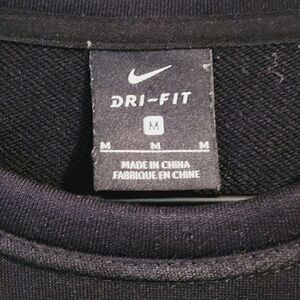 DRI-FIT
M
M M M
MADE IN CHINA
FABRIQUE EN CHINE